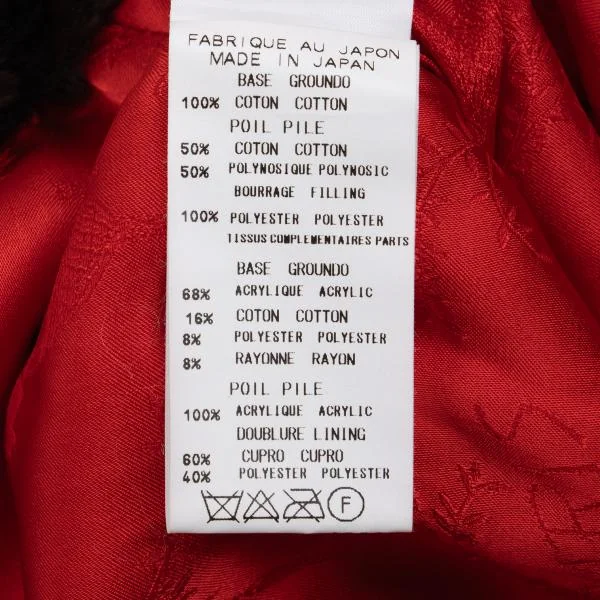 FABRIQUE AU JAPON
MADE IN JAPAN
BASE GROUNDO
100% COTON COTTON
POIL PILE
50% COTON COTTON
50% POLYNOSIQUE POLYNOSIC
BOURRAGE FILLING
100% POLYESTER POLYESTER
TISSUS COMPLEMENTAIRES PARTS
BASE GROUNDO
68% ACRYLIQUE ACRYLIC
16% COTON COTTON
8% POLYESTER POLYESTER
8% RAYONNE RAYON
POIL PILE
100% ACRYLIQUE ACRYLIC
DOUBLURE LINING
60% CUPRO CUPRO
40% POLYESTER POLYESTER
F